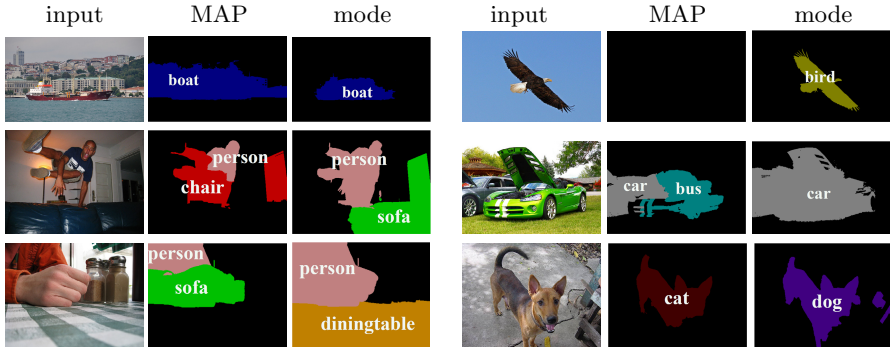 input MAP mode input MAP mode
boat boat bird
person chair person sofa car bus car
person sofa person diningtable cat dog